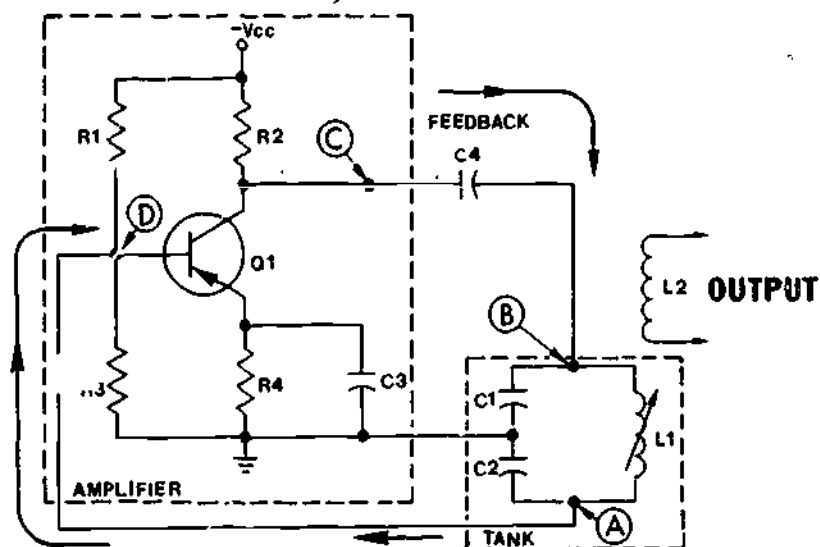 -Vcc
R1
R2
C
FEEDBACK
C4
D
Q1
L2 OUTPUT
B
R4
C3
C1
L1
C2
AMPLIFIER
TANK
A